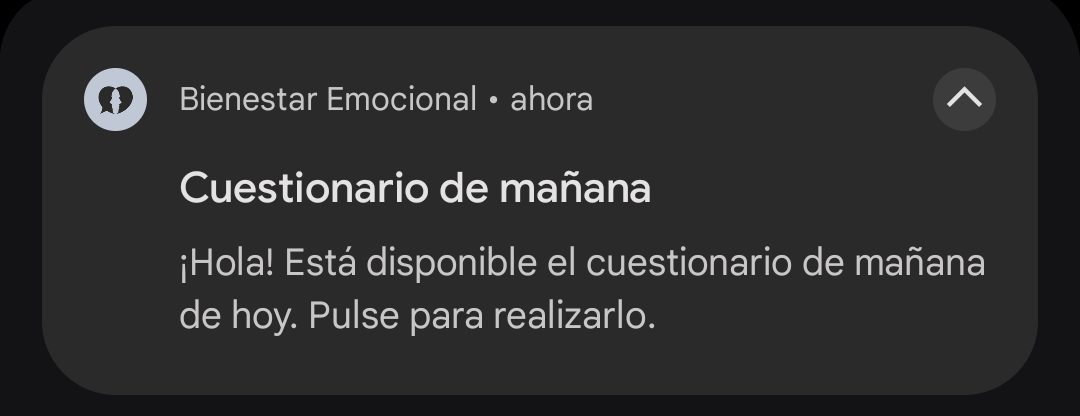 Bienestar Emocional • ahora
Cuestionario de mañana
¡Hola! Está disponible el cuestionario de mañana
de hoy. Pulse para realizarlo.